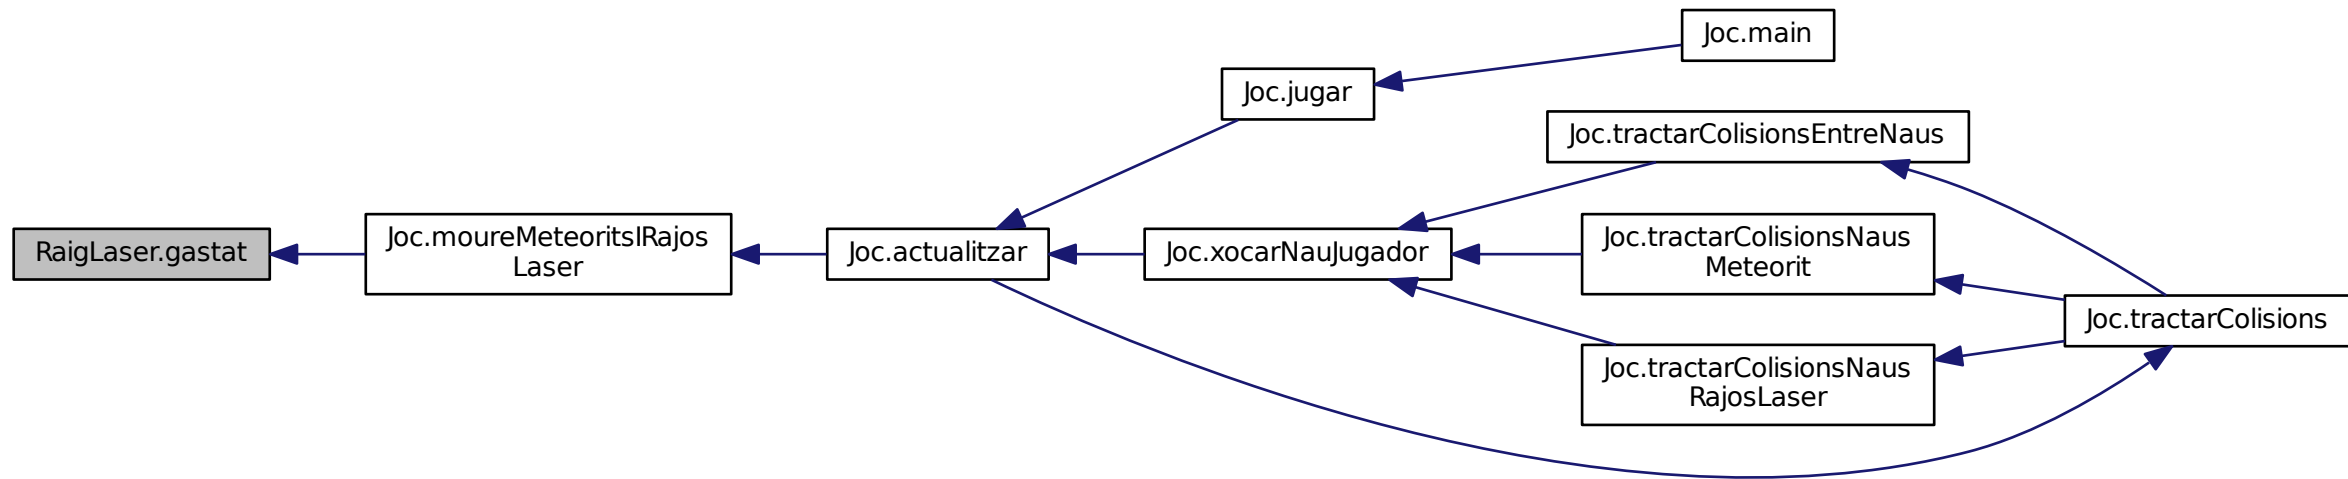 Joc.main
Joc.jugar
Joc.tractarColisionsEntreNaus
RaigLaser.gastat
Joc.moureMeteoritsIRajos
Laser
Joc.actualitzar
Joc.xocarNauJugador
Joc.tractarColisionsNaus
Meteorit
Joc.tractarColisions
Joc.tractarColisionsNaus
RajosLaser